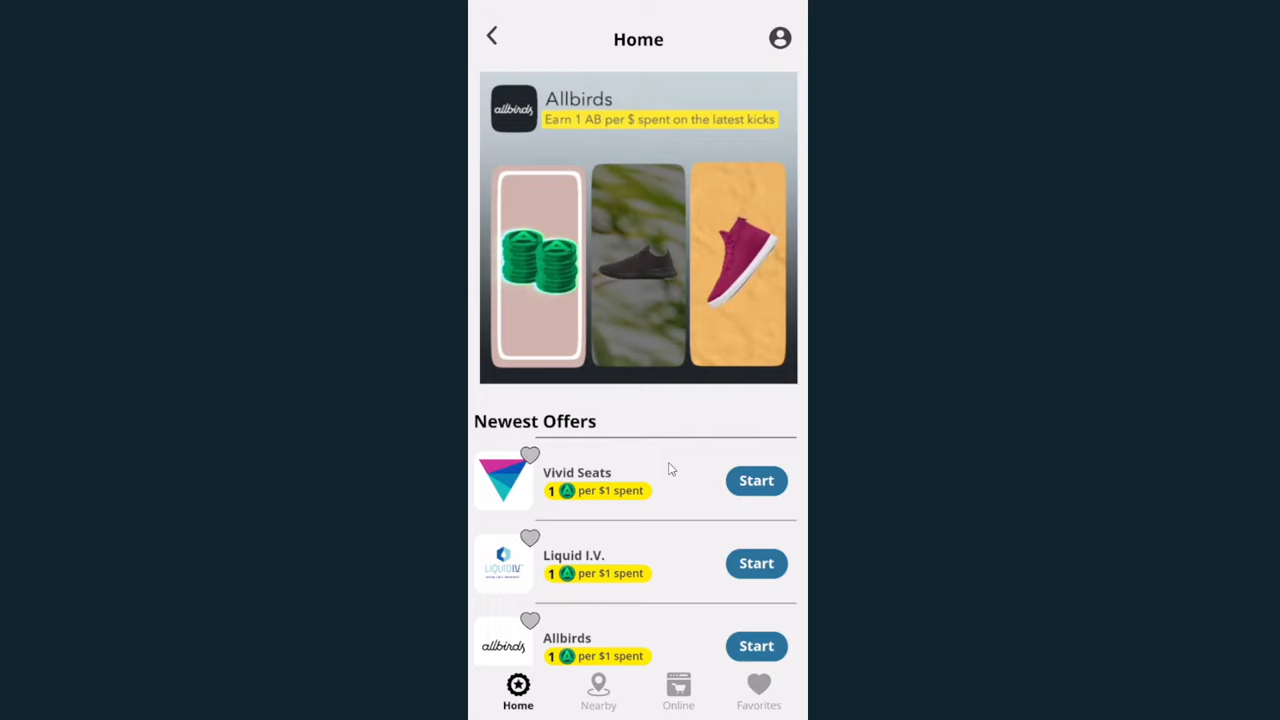 Home
allbirds
Allbirds
Earn 1 AB per $ spent on the latest kicks
Newest Offers
Vivid Seats
1 per $1 spent
Start
LIQUID I.V.
Liquid I.V.
1 per $1 spent
Start
allbirds
Allbirds
1 per $1 spent
Start
Home
Nearby
Online
Favorites